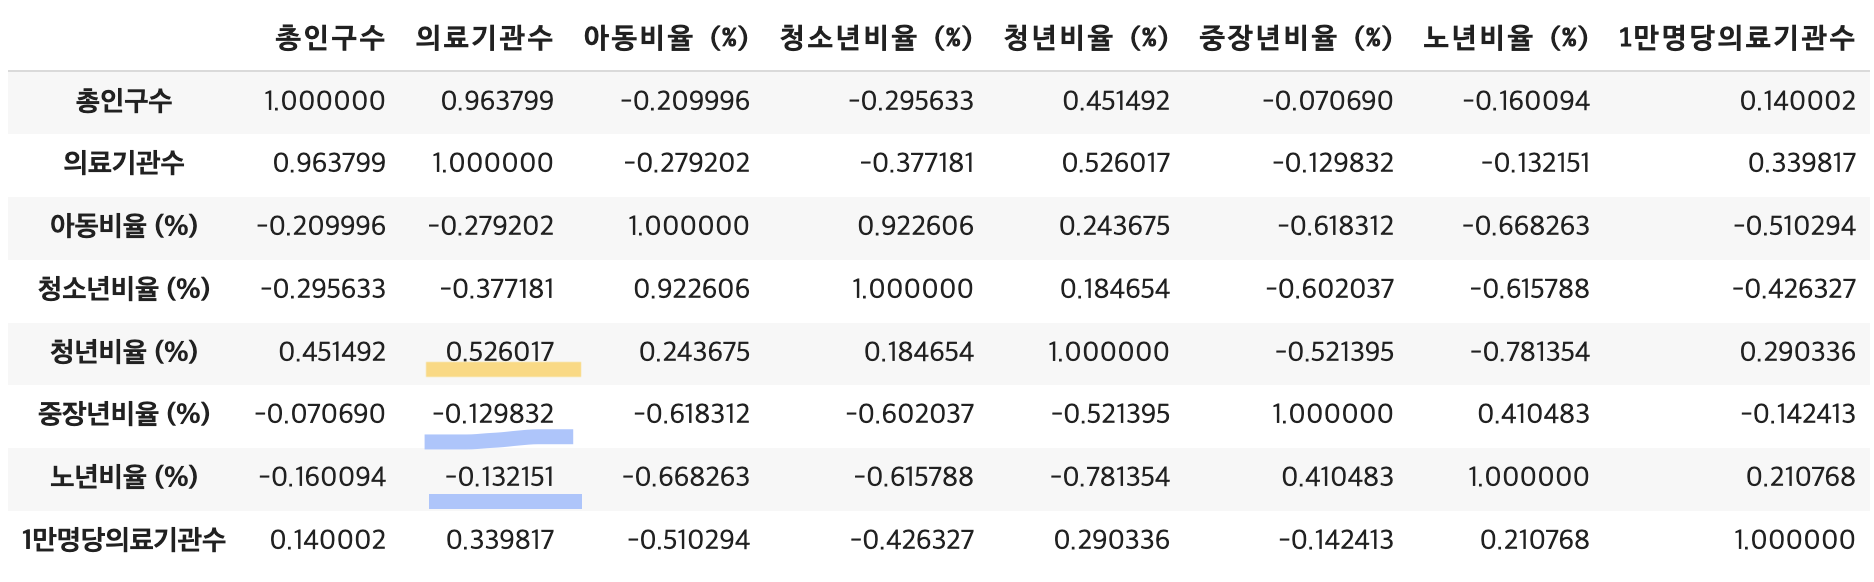 총인구수 의료기관수 아동비율 (%) 청소년비율 (%) 청년비율 (%) 중장년비율 (%) 노년비율 (%) 1만명당의료기관수
총인구수 1.000000 0.963799 -0.209996 -0.295633 0.451492 -0.070690 -0.160094 0.140002
의료기관수 0.963799 1.000000 -0.279202 -0.377181 0.526017 -0.129832 -0.132151 0.339817
아동비율 (%) -0.209996 -0.279202 1.000000 0.922606 0.243675 -0.618312 -0.668263 -0.510294
청소년비율 (%) -0.295633 -0.377181 0.922606 1.000000 0.184654 -0.602037 -0.615788 -0.426327
청년비율 (%) 0.451492 0.526017 0.243675 0.184654 1.000000 -0.521395 -0.781354 0.290336
중장년비율 (%) -0.070690 -0.129832 -0.618312 -0.602037 -0.521395 1.000000 0.410483 -0.142413
노년비율 (%) -0.160094 -0.132151 -0.668263 -0.615788 -0.781354 0.410483 1.000000 0.210768
1만명당의료기관수 0.140002 0.339817 -0.510294 -0.426327 0.290336 -0.142413 0.210768 1.000000